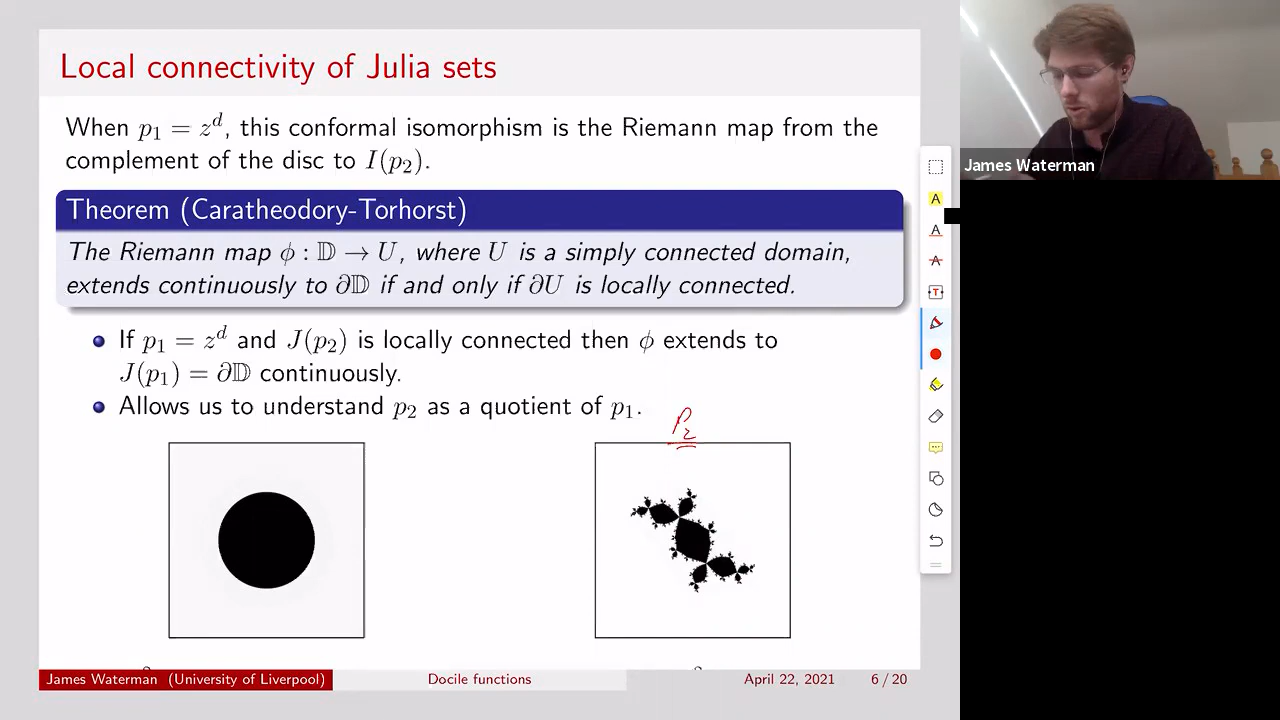 Local connectivity of Julia sets
When p₁ = zᵈ, this conformal isomorphism is the Riemann map from the
complement of the disc to I(p₂).
Theorem (Caratheodory-Torhorst)
The Riemann map ϕ : 𝔻 → U, where U is a simply connected domain,
extends continuously to ∂𝔻 if and only if ∂U is locally connected.
If p₁ = zᵈ and J(p₂) is locally connected then ϕ extends to
J(p₁) = ∂𝔻 continuously.
Allows us to understand p₂ as a quotient of p₁.
P₂
James Waterman (University of Liverpool)
Docile functions
April 22, 2021
6 / 20
James Waterman
A
A
A
T